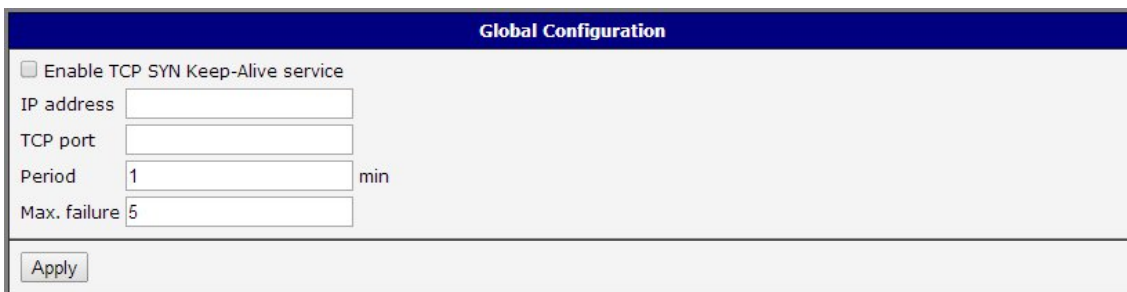 Global Configuration
Enable TCP SYN Keep-Alive service
IP address
TCP port
Period 1 min
Max. failure 5
Apply